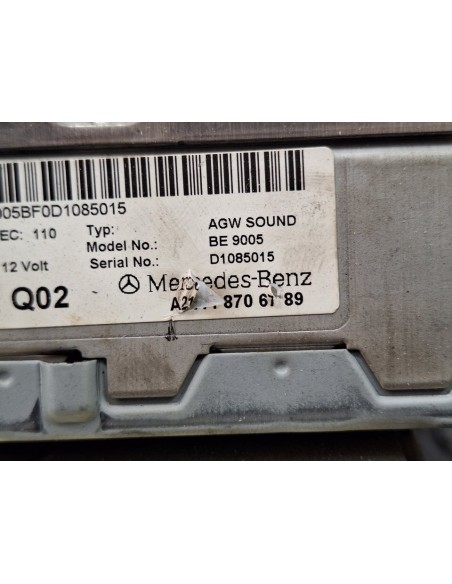 005BF0D1085015
EC: 110 Typ: AGW SOUND
Model No.: BE 9005
12 Volt Serial No.: D1085015
Q02 Mercedes-Benz
870 89